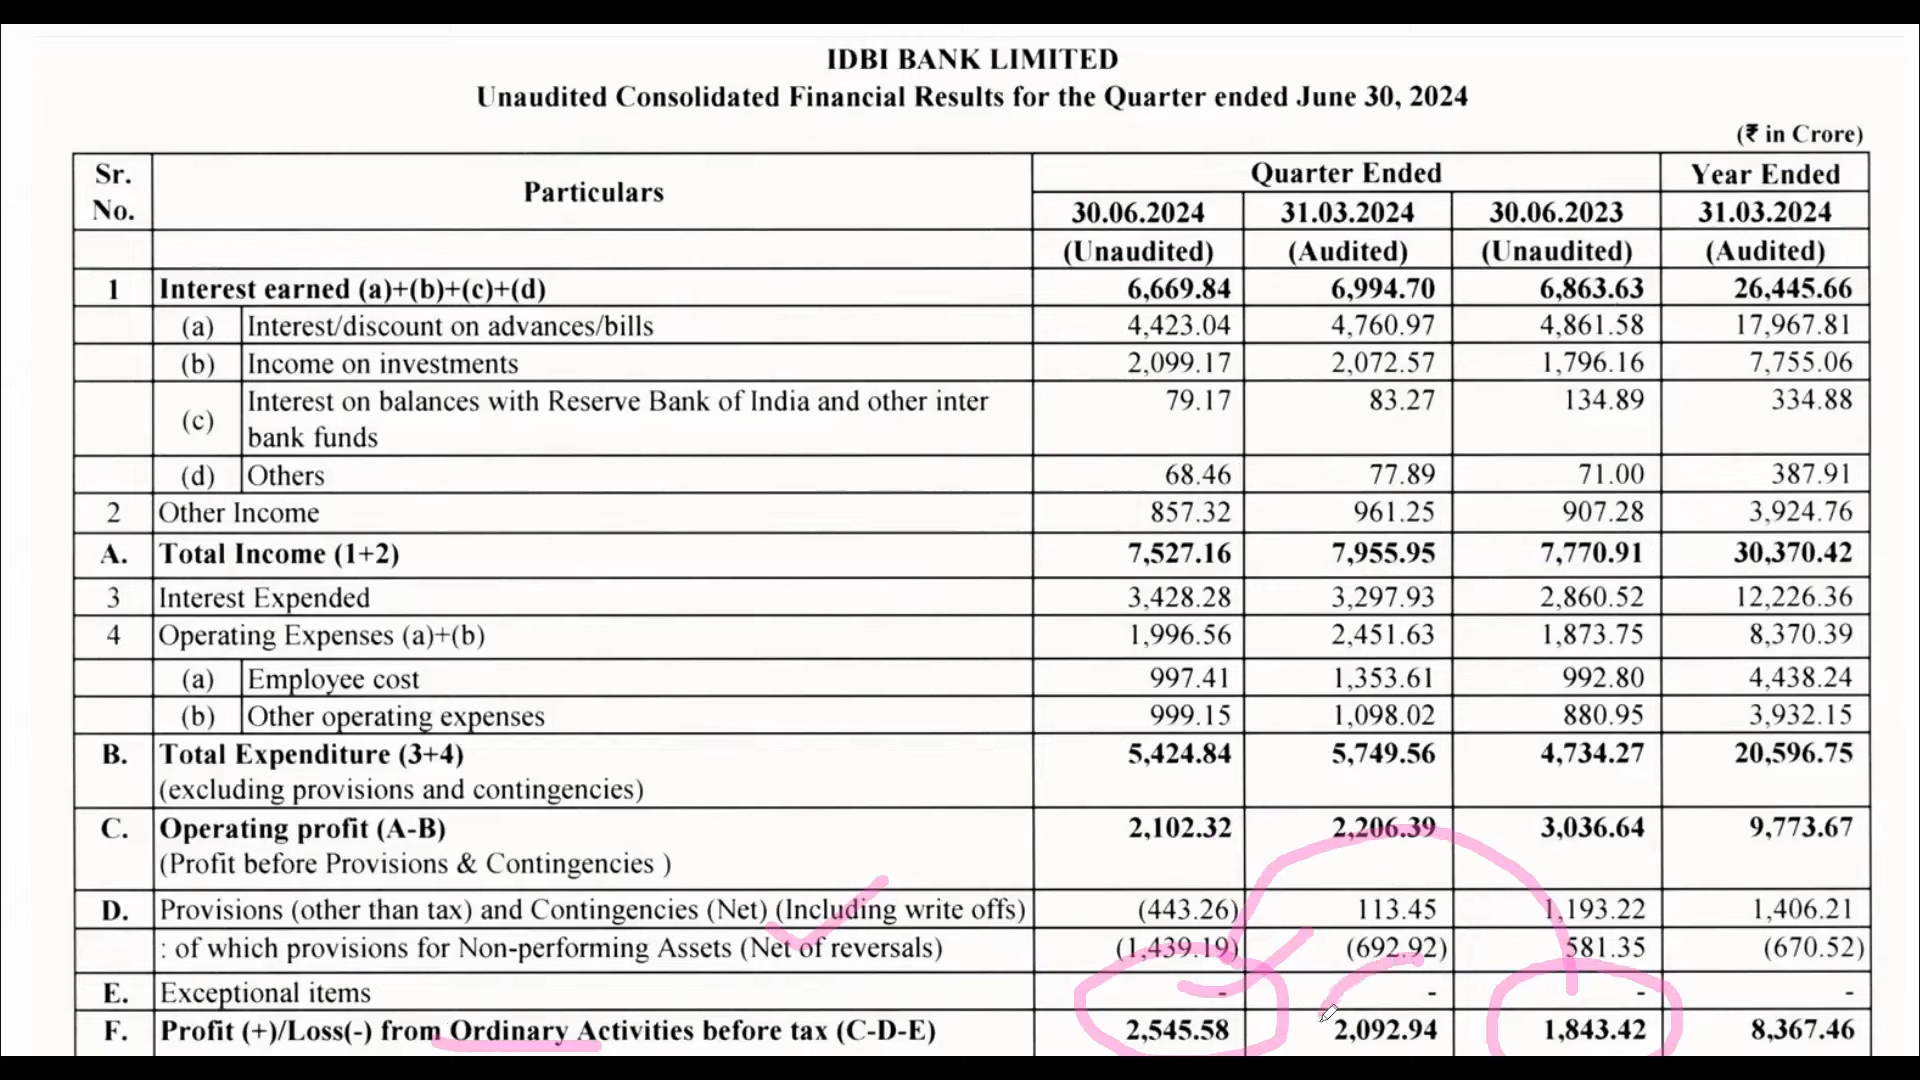 IDBI BANK LIMITED
Unaudited Consolidated Financial Results for the Quarter ended June 30, 2024
(₹ in Crore)
Sr. No. Particulars Quarter Ended Year Ended
30.06.2024 31.03.2024 30.06.2023 31.03.2024
(Unaudited) (Audited) (Unaudited) (Audited)
1 Interest earned (a)+(b)+(c)+(d) 6,669.84 6,994.70 6,863.63 26,445.66
(a) Interest/discount on advances/bills 4,423.04 4,760.97 4,861.58 17,967.81
(b) Income on investments 2,099.17 2,072.57 1,796.16 7,755.06
(c) Interest on balances with Reserve Bank of India and other inter 79.17 83.27 134.89 334.88
bank funds
(d) Others 68.46 77.89 71.00 387.91
2 Other Income 857.32 961.25 907.28 3,924.76
A. Total Income (1+2) 7,527.16 7,955.95 7,770.91 30,370.42
3 Interest Expended 3,428.28 3,297.93 2,860.52 12,226.36
4 Operating Expenses (a)+(b) 1,996.56 2,451.63 1,873.75 8,370.39
(a) Employee cost 997.41 1,353.61 992.80 4,438.24
(b) Other operating expenses 999.15 1,098.02 880.95 3,932.15
B. Total Expenditure (3+4) 5,424.84 5,749.56 4,734.27 20,596.75
(excluding provisions and contingencies)
C. Operating profit (A-B) 2,102.32 2,206.39 3,036.64 9,773.67
(Profit before Provisions & Contingencies )
D. Provisions (other than tax) and Contingencies (Net) (Including write offs) (443.26) 113.45 1,193.22 1,406.21
: of which provisions for Non-performing Assets (Net of reversals) (1,439.19) (692.92) 581.35 (670.52)
E. Exceptional items - - - -
F. Profit (+)/Loss(-) from Ordinary Activities before tax (C-D-E) 2,545.58 2,092.94 1,843.42 8,367.46